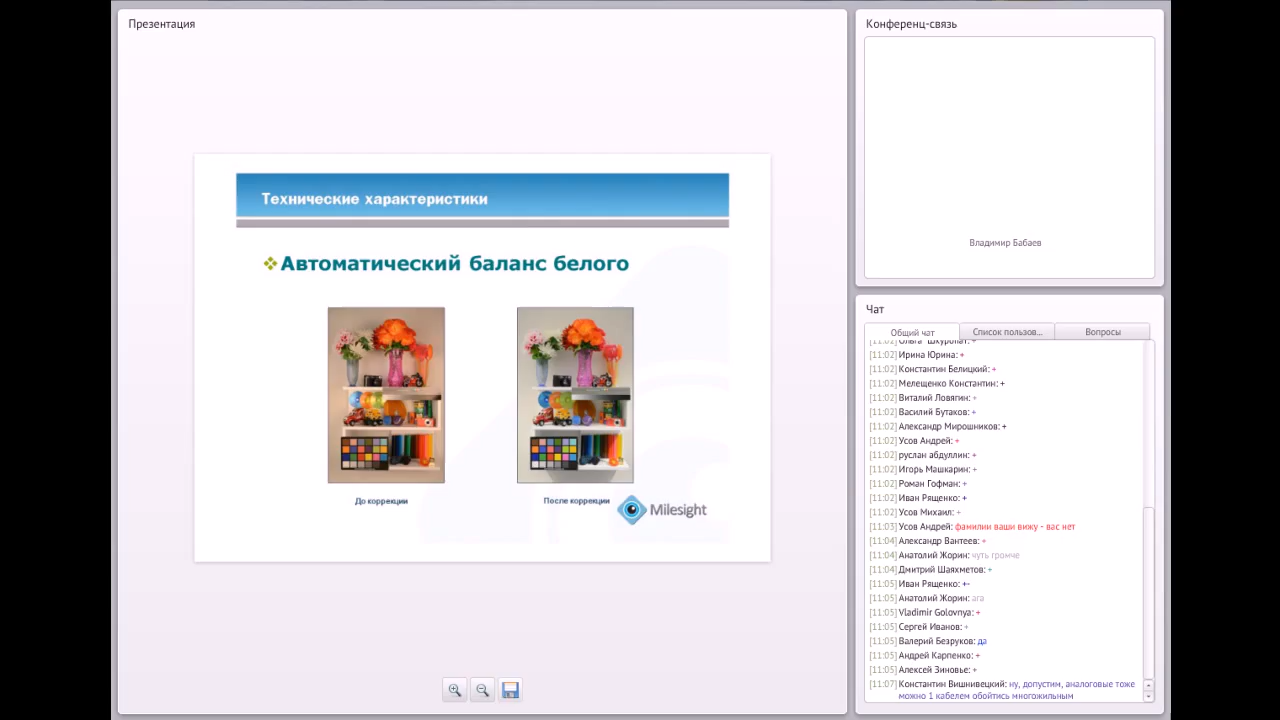 Презентация
Технические характеристики
Автоматический баланс белого
До коррекции
После коррекции
Milesight
Конференц-связь
Владимир Бабаев
Чат
Общий чат
Список пользов...
Вопросы
[11:02] Ирина Юрина: +
[11:02] Константин Белицкий: +
[11:02] Мелещенко Константин: +
[11:02] Виталий Ловягин: +
[11:02] Василий Бутаков: +
[11:02] Александр Мирошников: +
[11:02] Усов Андрей: +
[11:02] руслан абдуллин: +
[11:02] Игорь Машкарин: +
[11:02] Роман Гофман: +
[11:02] Иван Рященко: +
[11:02] Усов Михаил: +
[11:03] Усов Андрей: фамилии ваши вижу - вас нет
[11:04] Александр Вантеев: +
[11:04] Анатолий Жорин: чуть громче
[11:04] Дмитрий Шаяхметов: +
[11:05] Иван Рященко: +-
[11:05] Анатолий Жорин: ага
[11:05] Vladimir Golovnya: +
[11:05] Сергей Иванов: +
[11:05] Валерий Безруков: да
[11:05] Андрей Карпенко: +
[11:05] Алексей Зиновье: +
[11:07] Константин Вишнивецкий: ну, допустим, аналоговые тоже
можно 1 кабелем обойтись многожильным